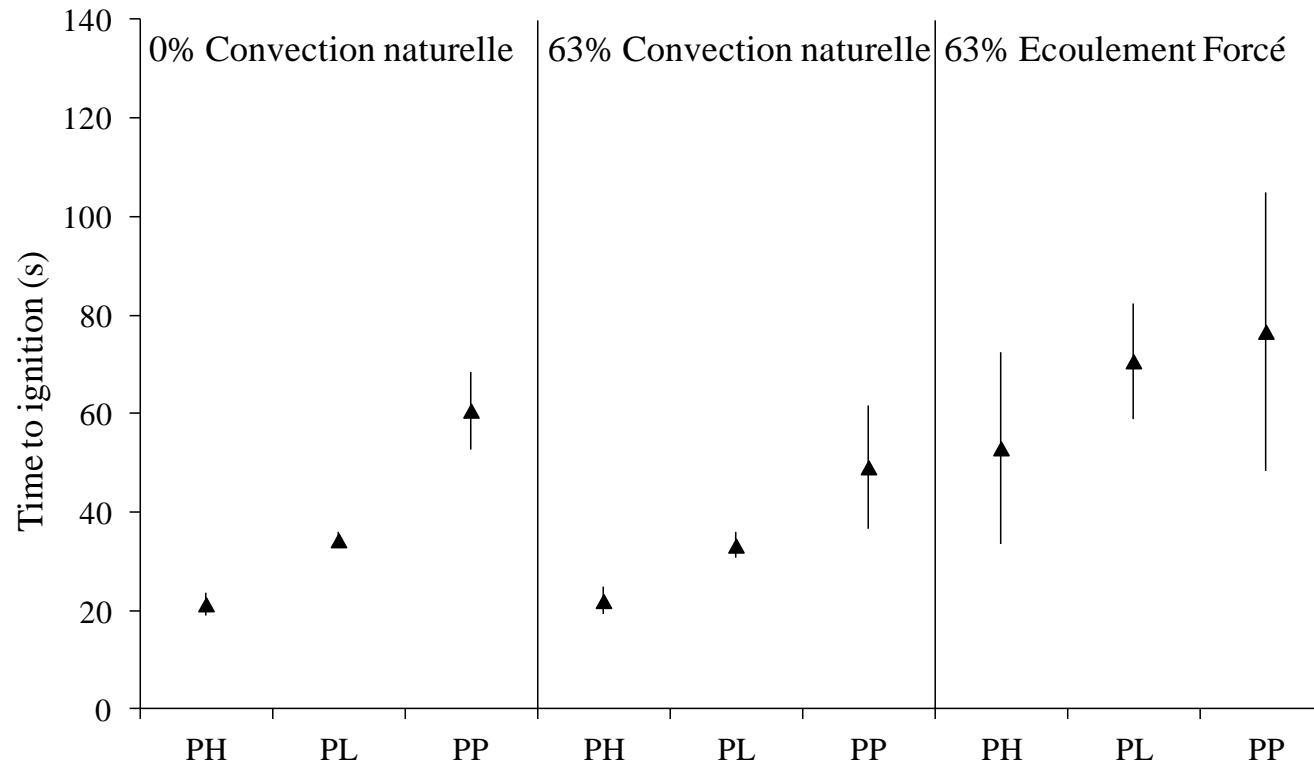 0% Convection naturelle
63% Convection naturelle
63% Ecoulement Forcé
Time to ignition (s)
140
120
100
80
60
40
20
0
PH PL PP PH PL PP PH PL PP